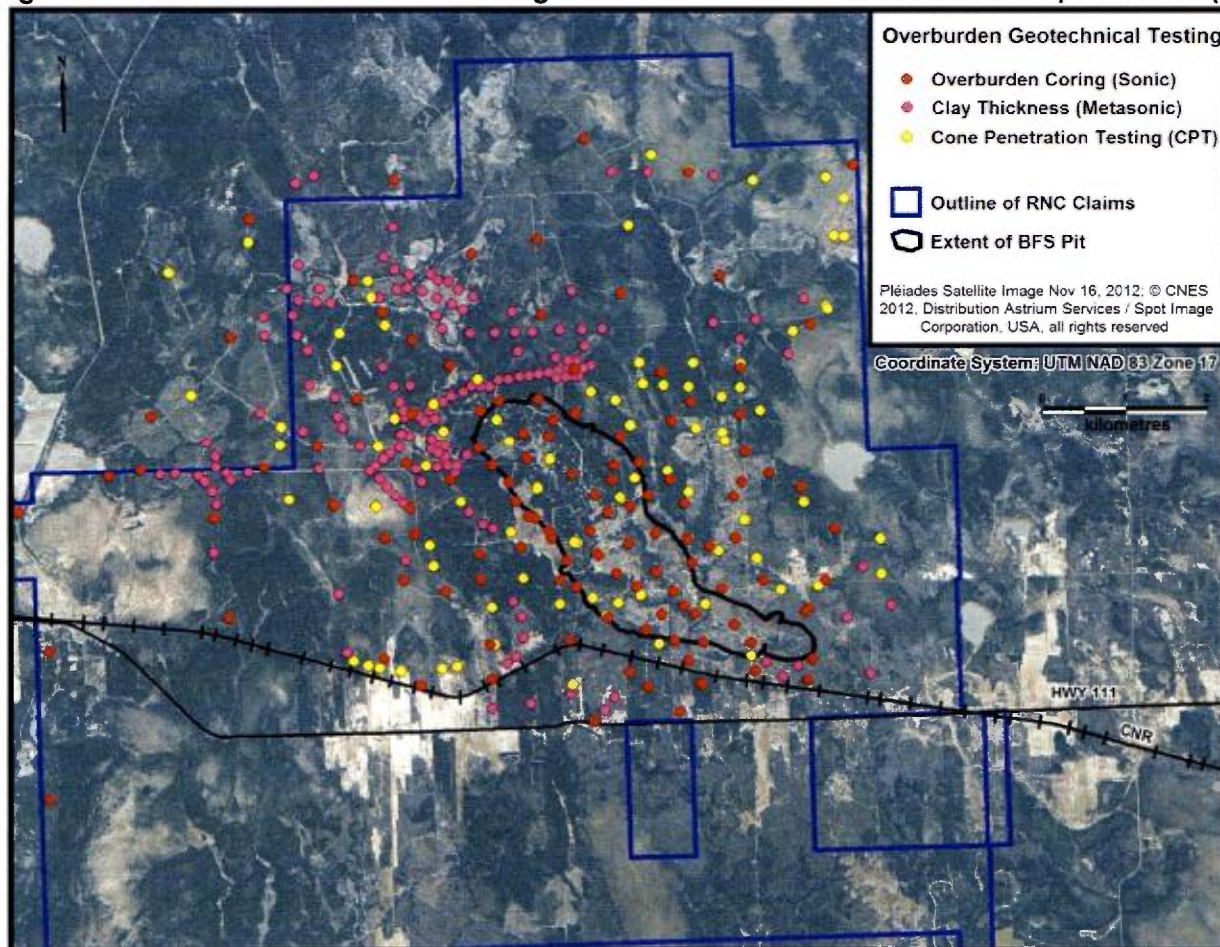 N
Overburden Geotechnical Testing
Overburden Coring (Sonic)
Clay Thickness (Metasonic)
Cone Penetration Testing (CPT)
Outline of RNC Claims
Extent of BFS Pit
Pléiades Satellite Image Nov 16, 2012; © CNES
2012, Distribution Astrium Services / Spot Image
Corporation, USA, all rights reserved
Coordinate System: UTM NAD 83 Zone 17
kilometres
HWY 111
CNR